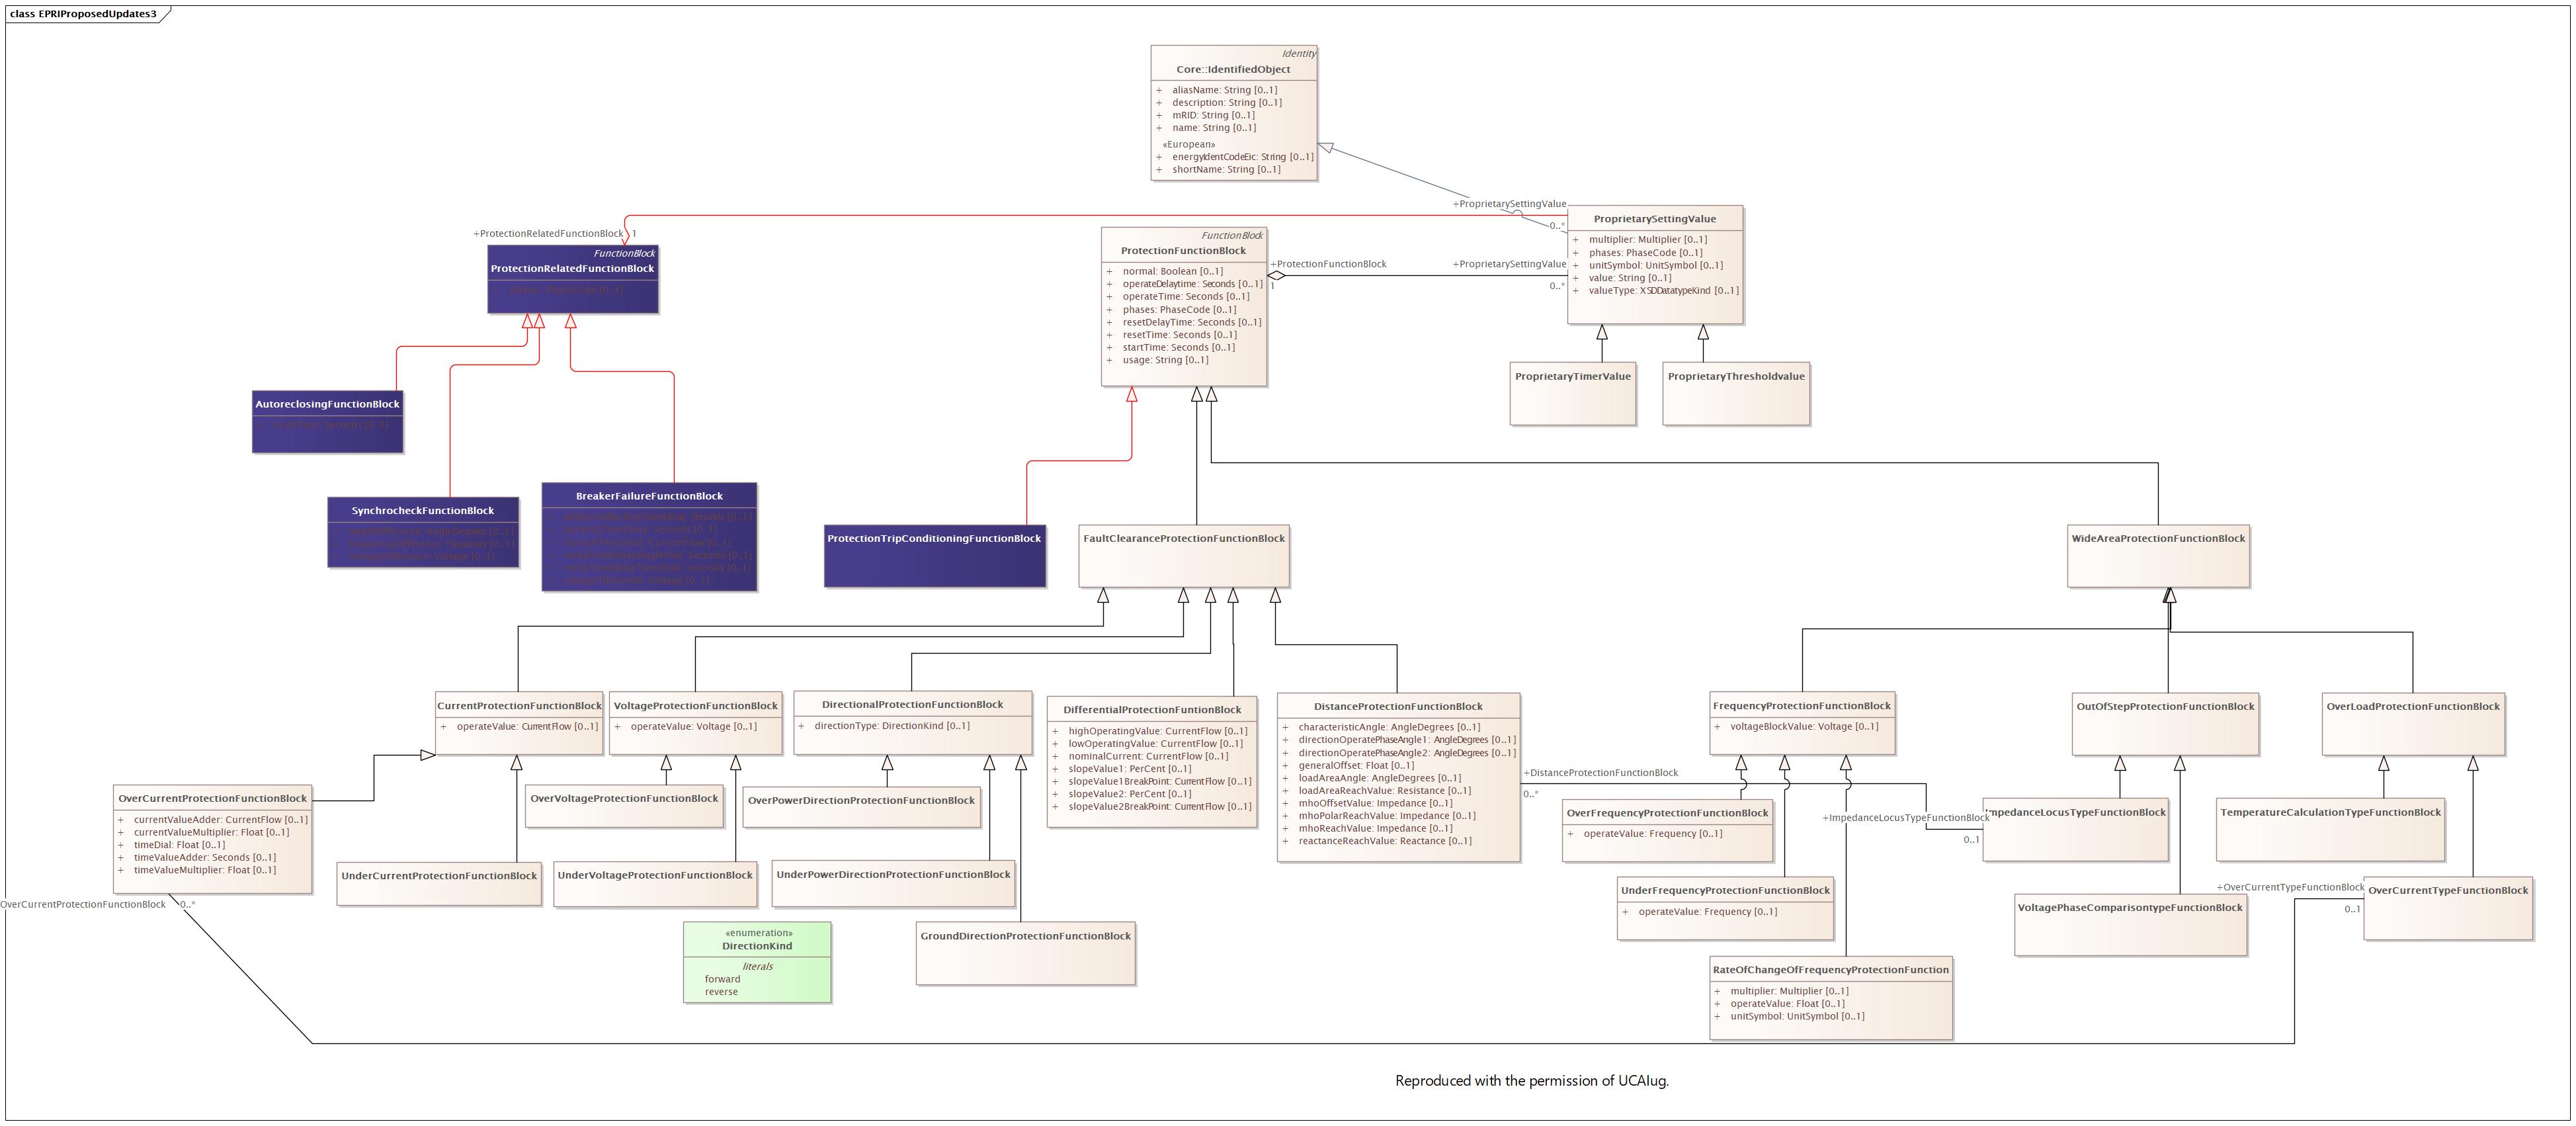 class EPRIProposedUpdates3
Identity
Core::IdentifiedObject
+ aliasName: String [0..1]
+ description: String [0..1]
+ mRID: String [0..1]
+ name: String [0..1]
«European»
+ energyIdentCodeEic: String [0..1]
+ shortName: String [0..1]
+ProprietarySettingValue
0..*
+ProtectionRelatedFunctionBlock
1
FunctionBlock
ProtectionRelatedFunctionBlock
FunctionBlock
ProtectionFunctionBlock
+ normal: Boolean [0..1]
+ operateDelaytime: Seconds [0..1]
+ operateTime: Seconds [0..1]
+ phases: PhaseCode [0..1]
+ resetDelayTime: Seconds [0..1]
+ resetTime: Seconds [0..1]
+ startTime: Seconds [0..1]
+ usage: String [0..1]
+ProtectionFunctionBlock
1
+ProprietarySettingValue
0..*
ProprietarySettingValue
+ multiplier: Multiplier [0..1]
+ phases: PhaseCode [0..1]
+ unitSymbol: UnitSymbol [0..1]
+ value: String [0..1]
+ valueType: XSDDatatypeKind [0..1]
ProprietaryTimerValue
ProprietaryThresholdvalue
AutoreclosingFunctionBlock
SynchrocheckFunctionBlock
BreakerFailureFunctionBlock
ProtectionTripConditioningFunctionBlock
FaultClearanceProtectionFunctionBlock
WideAreaProtectionFunctionBlock
CurrentProtectionFunctionBlock
+ operateValue: CurrentFlow [0..1]
VoltageProtectionFunctionBlock
+ operateValue: Voltage [0..1]
DirectionalProtectionFunctionBlock
+ directionType: DirectionKind [0..1]
DifferentialProtectionFuntionBlock
+ highOperatingValue: CurrentFlow [0..1]
+ lowOperatingValue: CurrentFlow [0..1]
+ nominalCurrent: CurrentFlow [0..1]
+ slopeValue1: PerCent [0..1]
+ slopeValue1BreakPoint: CurrentFlow [0..1]
+ slopeValue2: PerCent [0..1]
+ slopeValue2BreakPoint: CurrentFlow [0..1]
DistanceProtectionFunctionBlock
+ characteristicAngle: AngleDegrees [0..1]
+ directionOperatePhaseAngle1: AngleDegrees [0..1]
+ directionOperatePhaseAngle2: AngleDegrees [0..1]
+ generalOffset: Float [0..1]
+ loadAreaAngle: AngleDegrees [0..1]
+ loadAreaReachValue: Resistance [0..1]
+ mhoOffsetValue: Impedance [0..1]
+ mhoPolarReachValue: Impedance [0..1]
+ mhoReachValue: Impedance [0..1]
+ reactanceReachValue: Reactance [0..1]
+DistanceProtectionFunctionBlock
0..*
FrequencyProtectionFunctionBlock
+ voltageBlockValue: Voltage [0..1]
OutOfStepProtectionFunctionBlock
OverLoadProtectionFunctionBlock
OverCurrentProtectionFunctionBlock
+ currentValueAdder: CurrentFlow [0..1]
+ currentValueMultiplier: Float [0..1]
+ timeDial: Float [0..1]
+ timeValueAdder: Seconds [0..1]
+ timeValueMultiplier: Float [0..1]
OverCurrentProtectionFunctionBlock
0..*
OverVoltageProtectionFunctionBlock
OverPowerDirectionProtectionFunctionBlock
UnderCurrentProtectionFunctionBlock
UnderVoltageProtectionFunctionBlock
UnderPowerDirectionProtectionFunctionBlock
«enumeration»
DirectionKind
literals
forward
reverse
GroundDirectionProtectionFunctionBlock
OverFrequencyProtectionFunctionBlock
+ operateValue: Frequency [0..1]
UnderFrequencyProtectionFunctionBlock
+ operateValue: Frequency [0..1]
RateOfChangeOfFrequencyProtectionFunction
+ multiplier: Multiplier [0..1]
+ operateValue: Float [0..1]
+ unitSymbol: UnitSymbol [0..1]
+ImpedanceLocusTypeFunctionBlock
0..1
mpedanceLocusTypeFunctionBlock
TemperatureCalculationTypeFunctionBlock
VoltagePhaseComparisontypeFunctionBlock
+OverCurrentTypeFunctionBlock
0..1
OverCurrentTypeFunctionBlock
Reproduced with the permission of UCAIug.